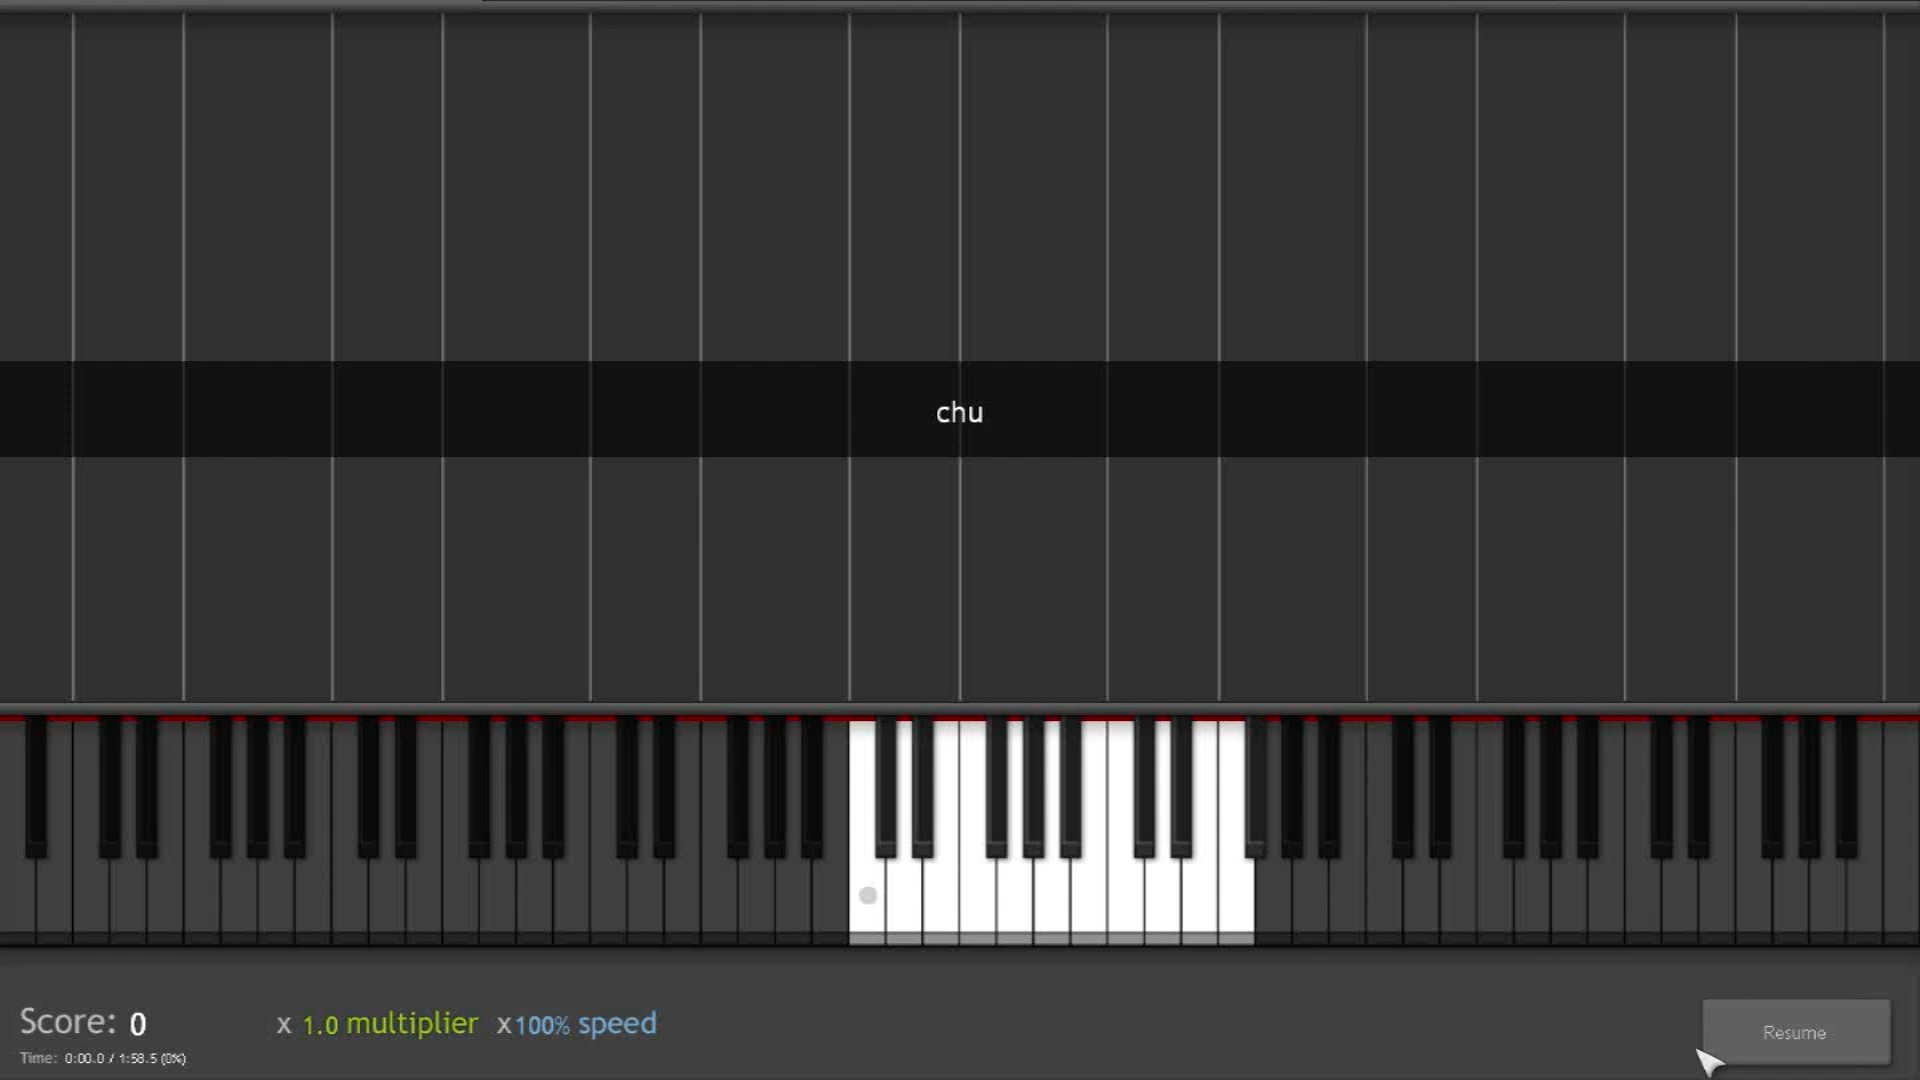 chu
Score: 0
x 1.0 multiplier x100% speed
Time: 0:00.0 / 1:58.5 (0%)
Resume